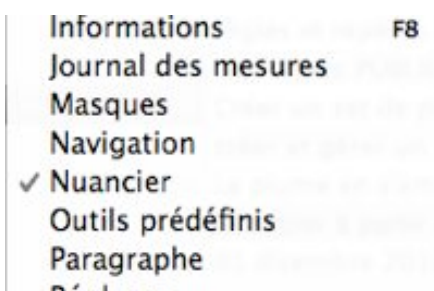 Informations F8
Journal des mesures
Masques
Navigation
✓ Nuancier
Outils prédéfinis
Paragraphe